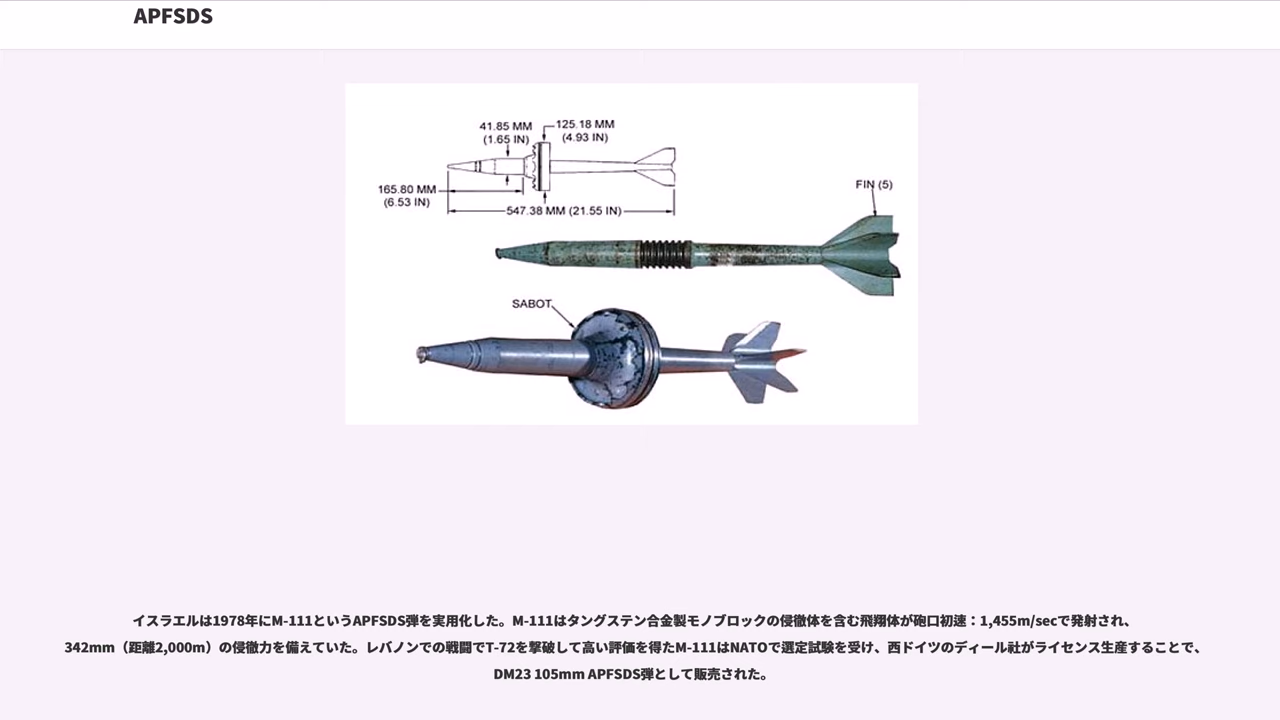 APFSDS
41.85 MM
(1.65 IN)
125.18 MM
(4.93 IN)
165.80 MM
(6.53 IN)
547.38 MM (21.55 IN)
FIN (5)
SABOT
イスラエルは1978年にM-111というAPFSDS弾を実用化した。M-111はタングステン合金製モノブロックの侵徹体を含む飛翔体が砲口初速：1,455m/secで発射され、
342mm（距離2,000m）の侵徹力を備えていた。レバノンでの戦闘でT-72を撃破して高い評価を得たM-111はNATOで選定試験を受け、西ドイツのディール社がライセンス生産することで、
DM23 105mm APFSDS弾として販売された。